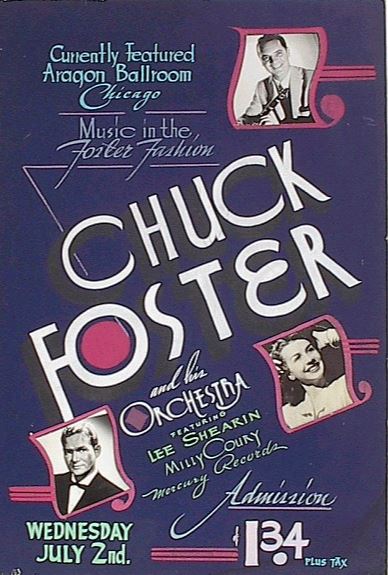 Currently Featured
Aragon Ballroom
Chicago
Music in the
Foster Fashion
CHUCK
FOSTER
and his
ORCHESTRA
FEATURING
LEE SHEARIN
MILLY COURY
Mercury Records
Admission
$1.34
PLUS TAX
WEDNESDAY
JULY 2nd.